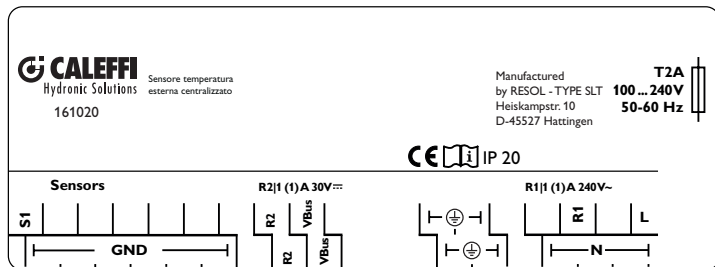 CALEFFI
Hydronic Solutions
161020
Sensore temperatura
esterna centralizzato
Manufactured
by RESOL - TYPE SLT
Heiskampstr. 10
D-45527 Hattingen
T2A
100 ... 240V
50-60 Hz
CE i IP 20
Sensors
R2|1 (1) A 30V⎓
R1|1 (1) A 240V~
S1
R2
VBus
R1
L
GND
R2
VBus
N